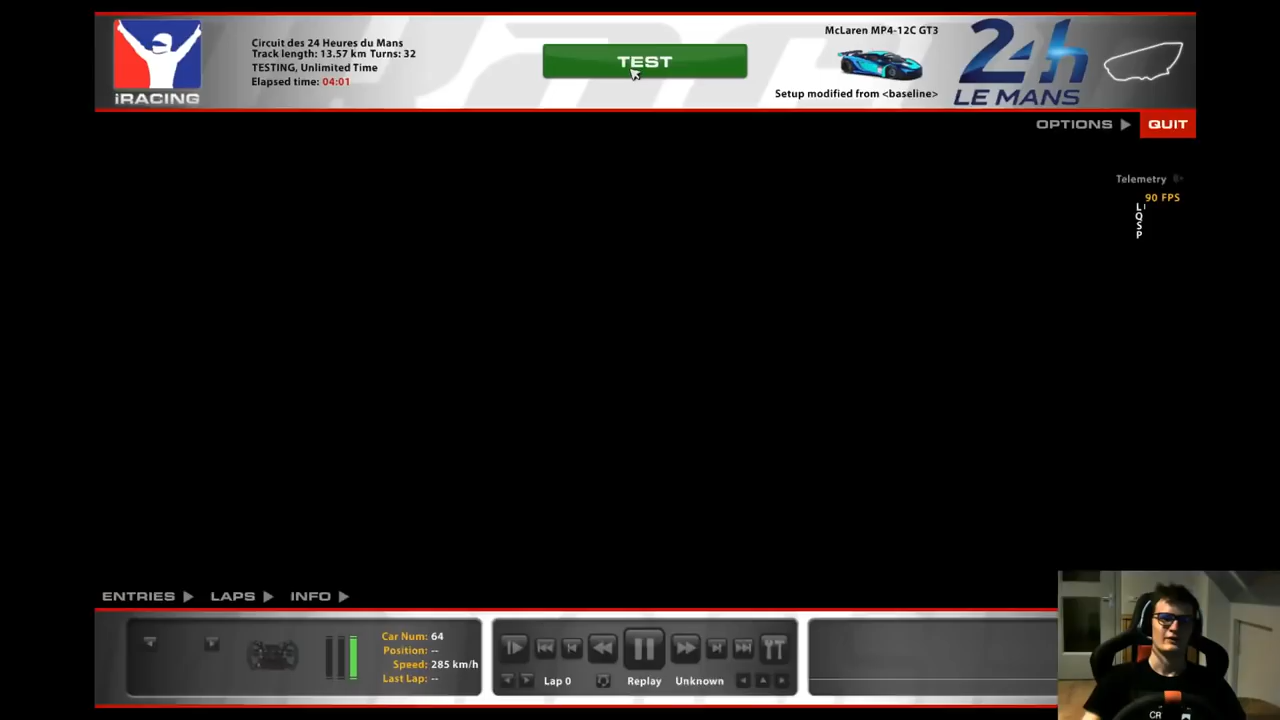 iRACING
Circuit des 24 Heures du Mans
Track length: 13.57 km Turns: 32
TESTING, Unlimited Time
Elapsed time: 04:01
TEST
McLaren MP4-12C GT3
Setup modified from <baseline>
24h
LE MANS
OPTIONS
QUIT
Telemetry
90 FPS
L
Q
S
P
ENTRIES
LAPS
INFO
Car Num: 64
Position: --
Speed: 285 km/h
Last Lap: --
Lap 0
Replay
Unknown
CR